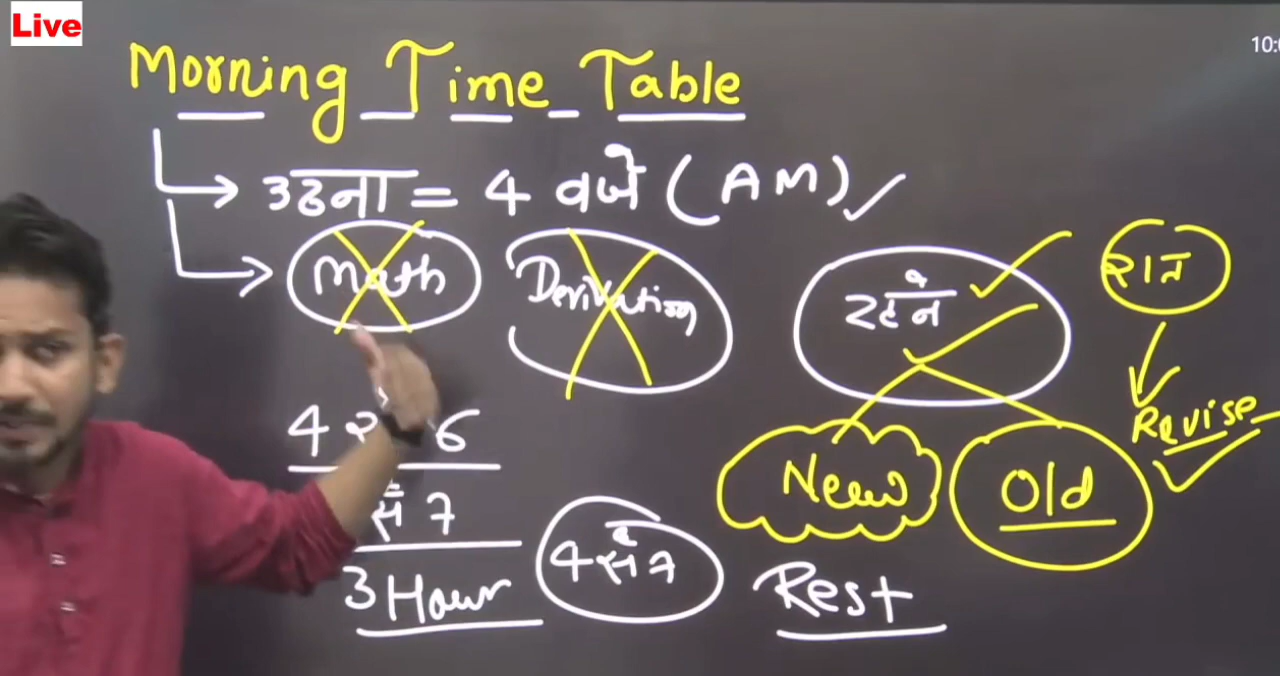 Live
Morning Time Table
उठना = 4 बजे (AM)
Math Derivation रटने रात
Revise
4 6
New Old
से 7
4 से 7
3 Hour Rest